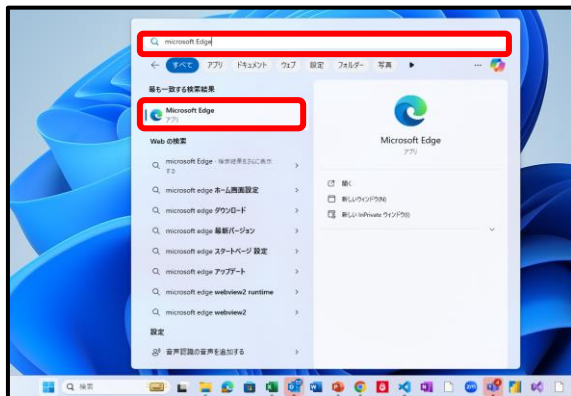 microsoft Edge
すべて アプリ ドキュメント ウェブ 設定 フォルダー 写真
最も一致する検索結果
Microsoft Edge
アプリ
Web の検索
microsoft Edge - 検索結果をさらに表示する
microsoft edge ホーム画面設定
microsoft edge ダウンロード
microsoft edge 最新バージョン
microsoft edge スタートページ 設定
microsoft edge アップデート
microsoft edge webview2 runtime
microsoft edge webview2
設定
音声認識の音声を追加する
Microsoft Edge
アプリ
開く
新しいウィンドウ(N)
新しい InPrivate ウィンドウ(I)
検索